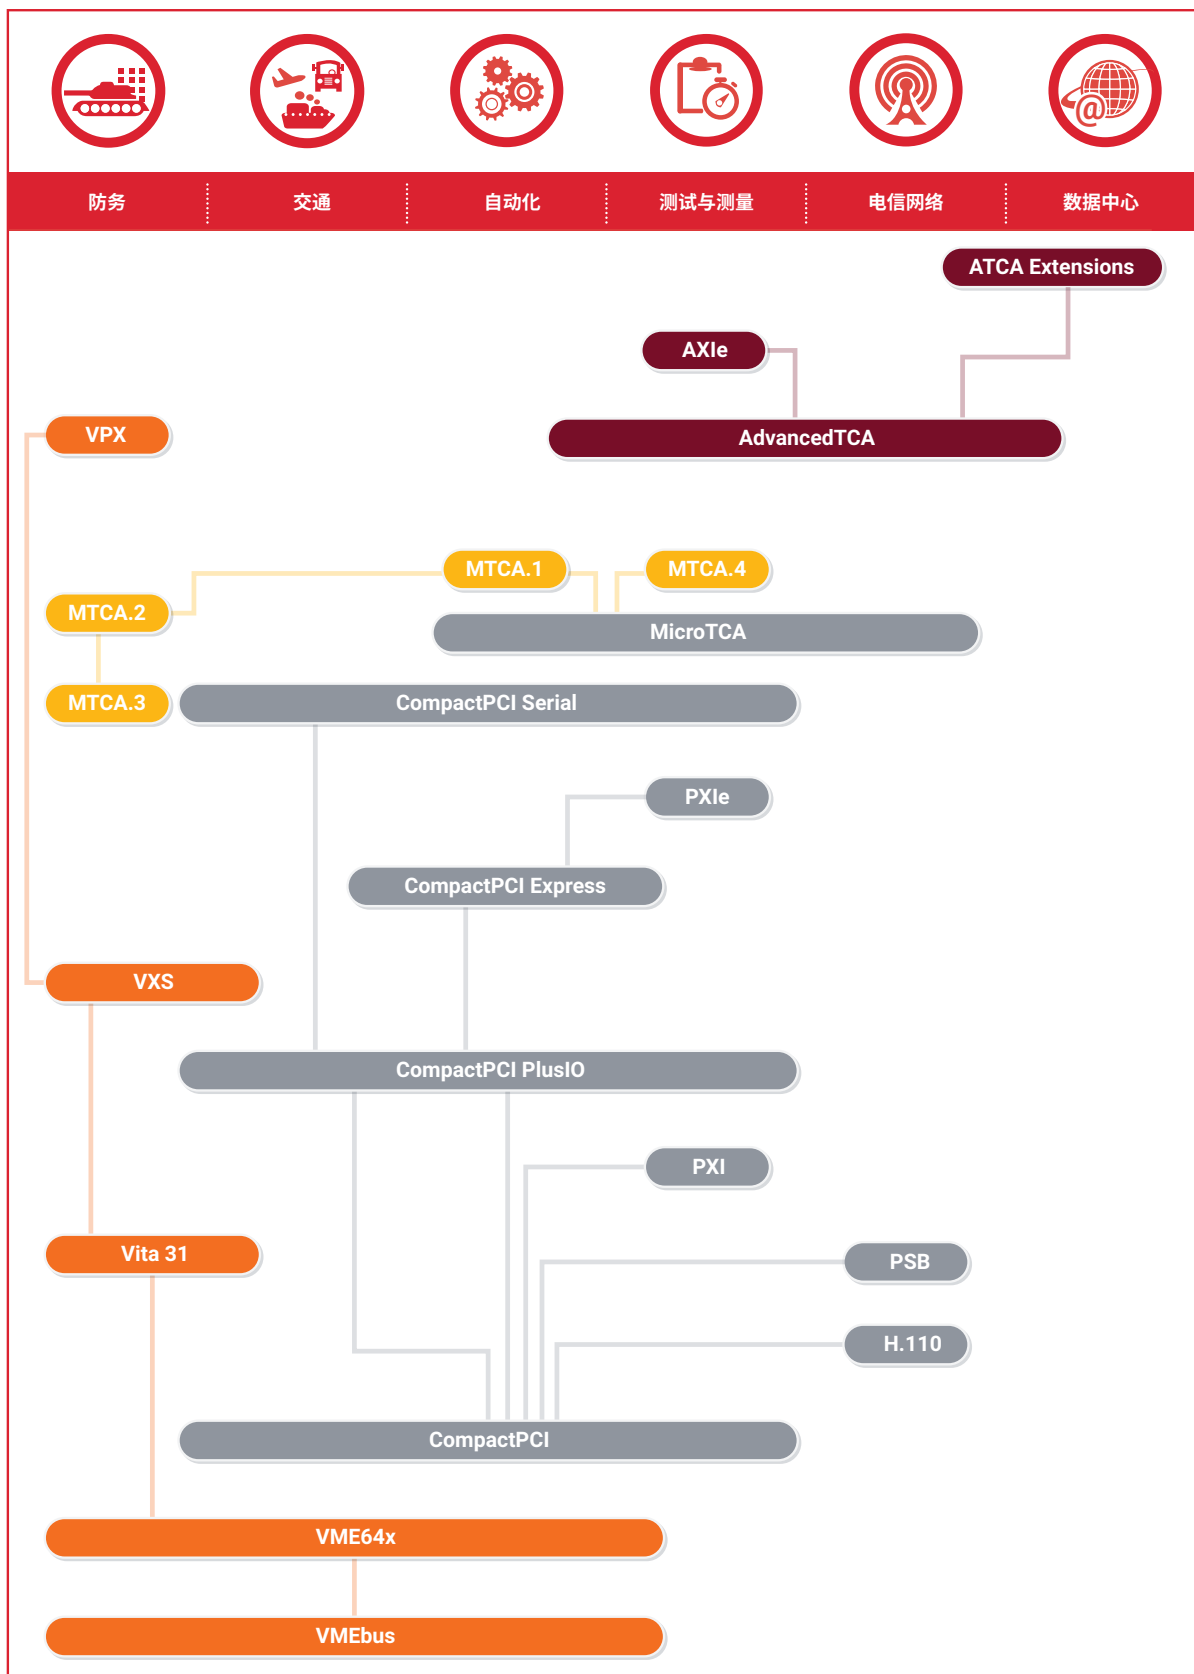 防务
交通
自动化
测试与测量
电信网络
数据中心
ATCA Extensions
AXIe
VPX
AdvancedTCA
MTCA.1
MTCA.4
MTCA.2
MicroTCA
MTCA.3
CompactPCI Serial
PXIe
CompactPCI Express
VXS
CompactPCI PlusIO
PXI
Vita 31
PSB
H.110
CompactPCI
VME64x
VMEbus
@